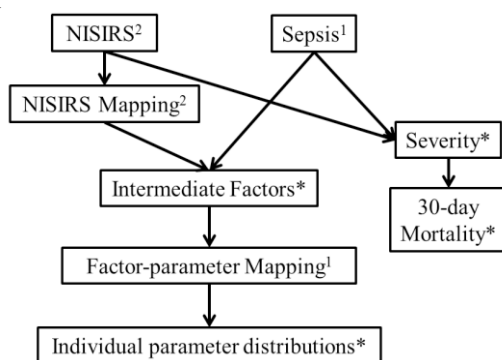 NISIRS²
Sepsis¹
NISIRS Mapping²
Severity*
Intermediate Factors*
30-day
Mortality*
Factor-parameter Mapping¹
Individual parameter distributions*